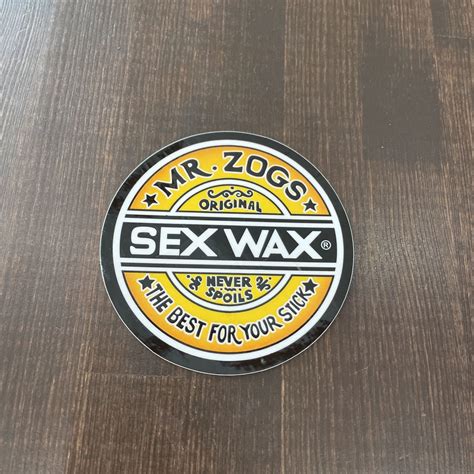 MR. ZOGS
ORIGINAL
SEX WAX®
NEVER
SPOILS
THE BEST FOR YOUR STICK